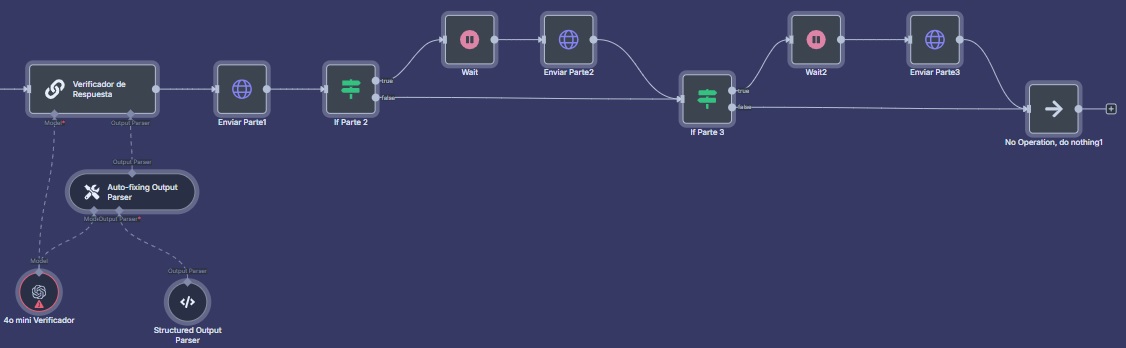 Wait
Enviar Parte2
Wait2
Enviar Parte3
Verificador de
Respuesta
Enviar Parte1
true
false
If Parte 2
true
false
If Parte 3
No Operation, do nothing1
Model*
Output Parser
Output Parser
Auto-fixing Output
Parser
Output Parser*
Model
Output Parser
4o mini Verificador
Structured Output
Parser